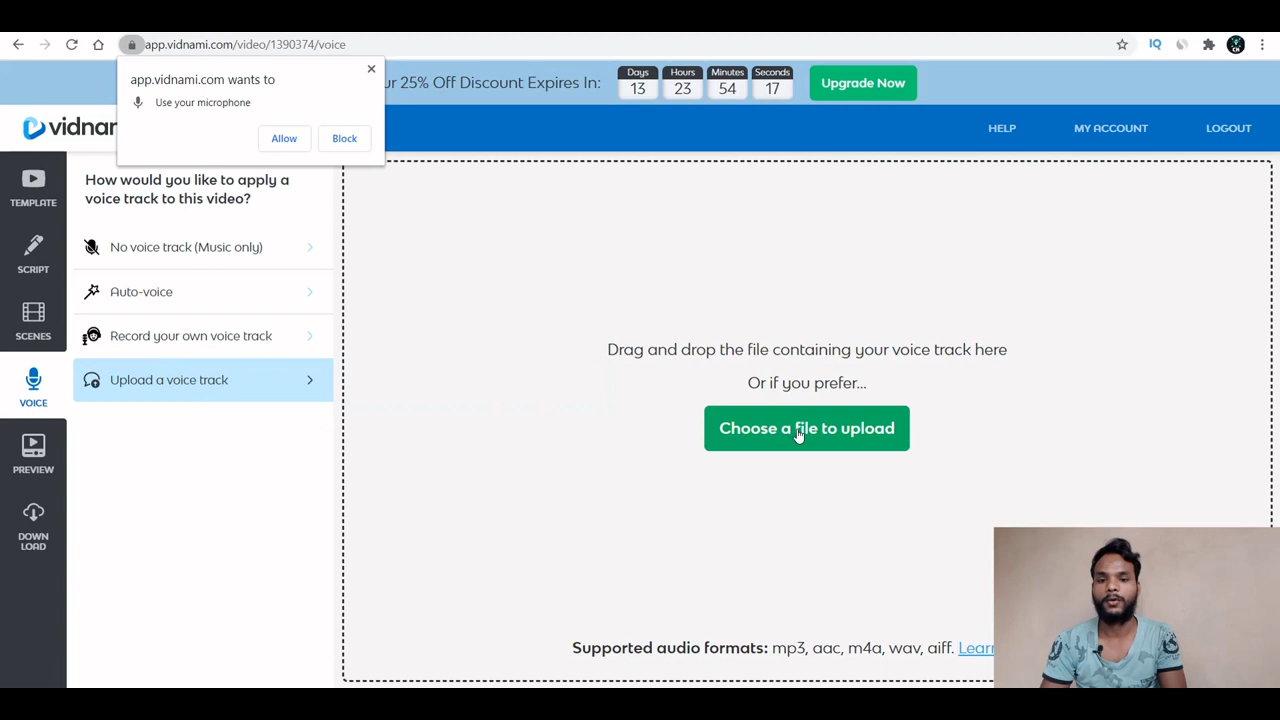 app.vidnami.com/video/1390374/voice
IQ
app.vidnami.com wants to
Use your microphone
Allow
Block
ur 25% Off Discount Expires In:
Days
13
Hours
23
Minutes
54
Seconds
17
Upgrade Now
vidnam
HELP
MY ACCOUNT
LOGOUT
TEMPLATE
SCRIPT
SCENES
VOICE
PREVIEW
DOWN
LOAD
How would you like to apply a
voice track to this video?
No voice track (Music only)
Auto-voice
Record your own voice track
Upload a voice track
Drag and drop the file containing your voice track here
Or if you prefer...
Choose a file to upload
Supported audio formats: mp3, aac, m4a, wav, aiff. Learn